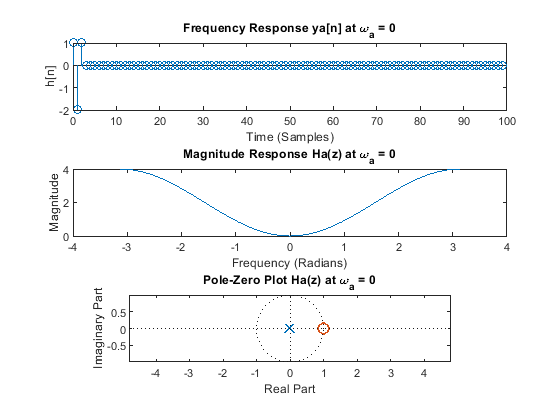 Frequency Response ya[n] at ωa = 0
1
0
-1
-2
h[n]
0 10 20 30 40 50 60 70 80 90 100
Time (Samples)
Magnitude Response Ha(z) at ωa = 0
4
2
0
Magnitude
-4 -3 -2 -1 0 1 2 3 4
Frequency (Radians)
Pole-Zero Plot Ha(z) at ωa = 0
0.5
0
-0.5
Imaginary Part
-4 -3 -2 -1 0 1 2 3 4
Real Part